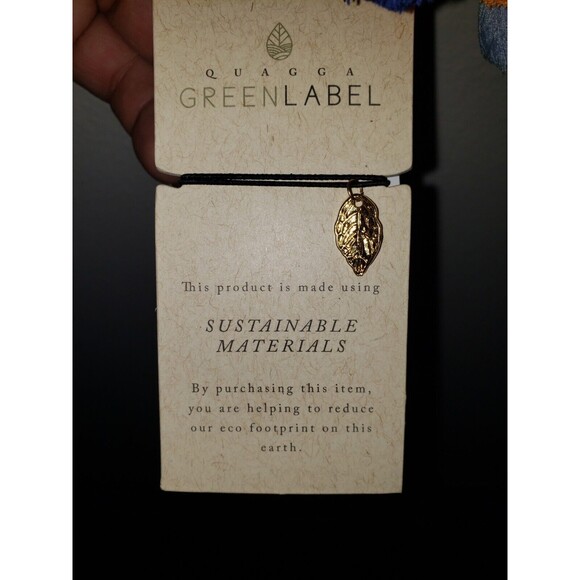 QUAGGA
GREENLABEL
This product is made using
SUSTAINABLE
MATERIALS
By purchasing this item,
you are helping to reduce
our eco footprint on this
earth.